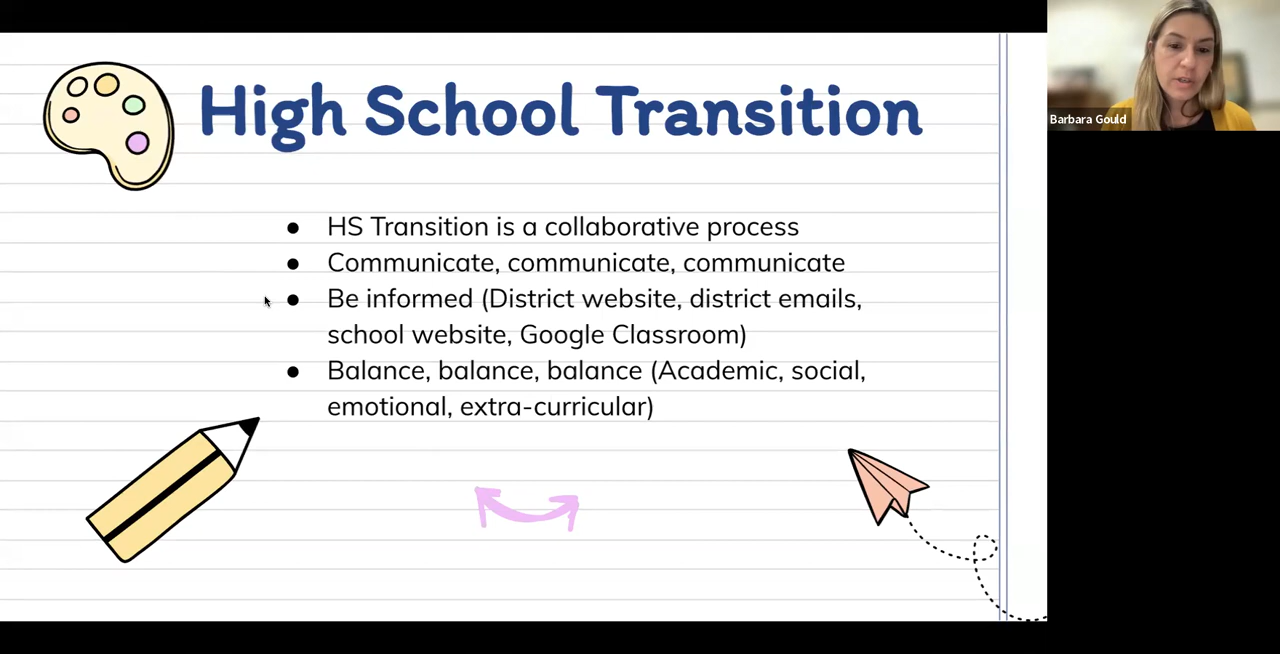 High School Transition
● HS Transition is a collaborative process
● Communicate, communicate, communicate
● Be informed (District website, district emails,
school website, Google Classroom)
● Balance, balance, balance (Academic, social,
emotional, extra-curricular)
Barbara Gould